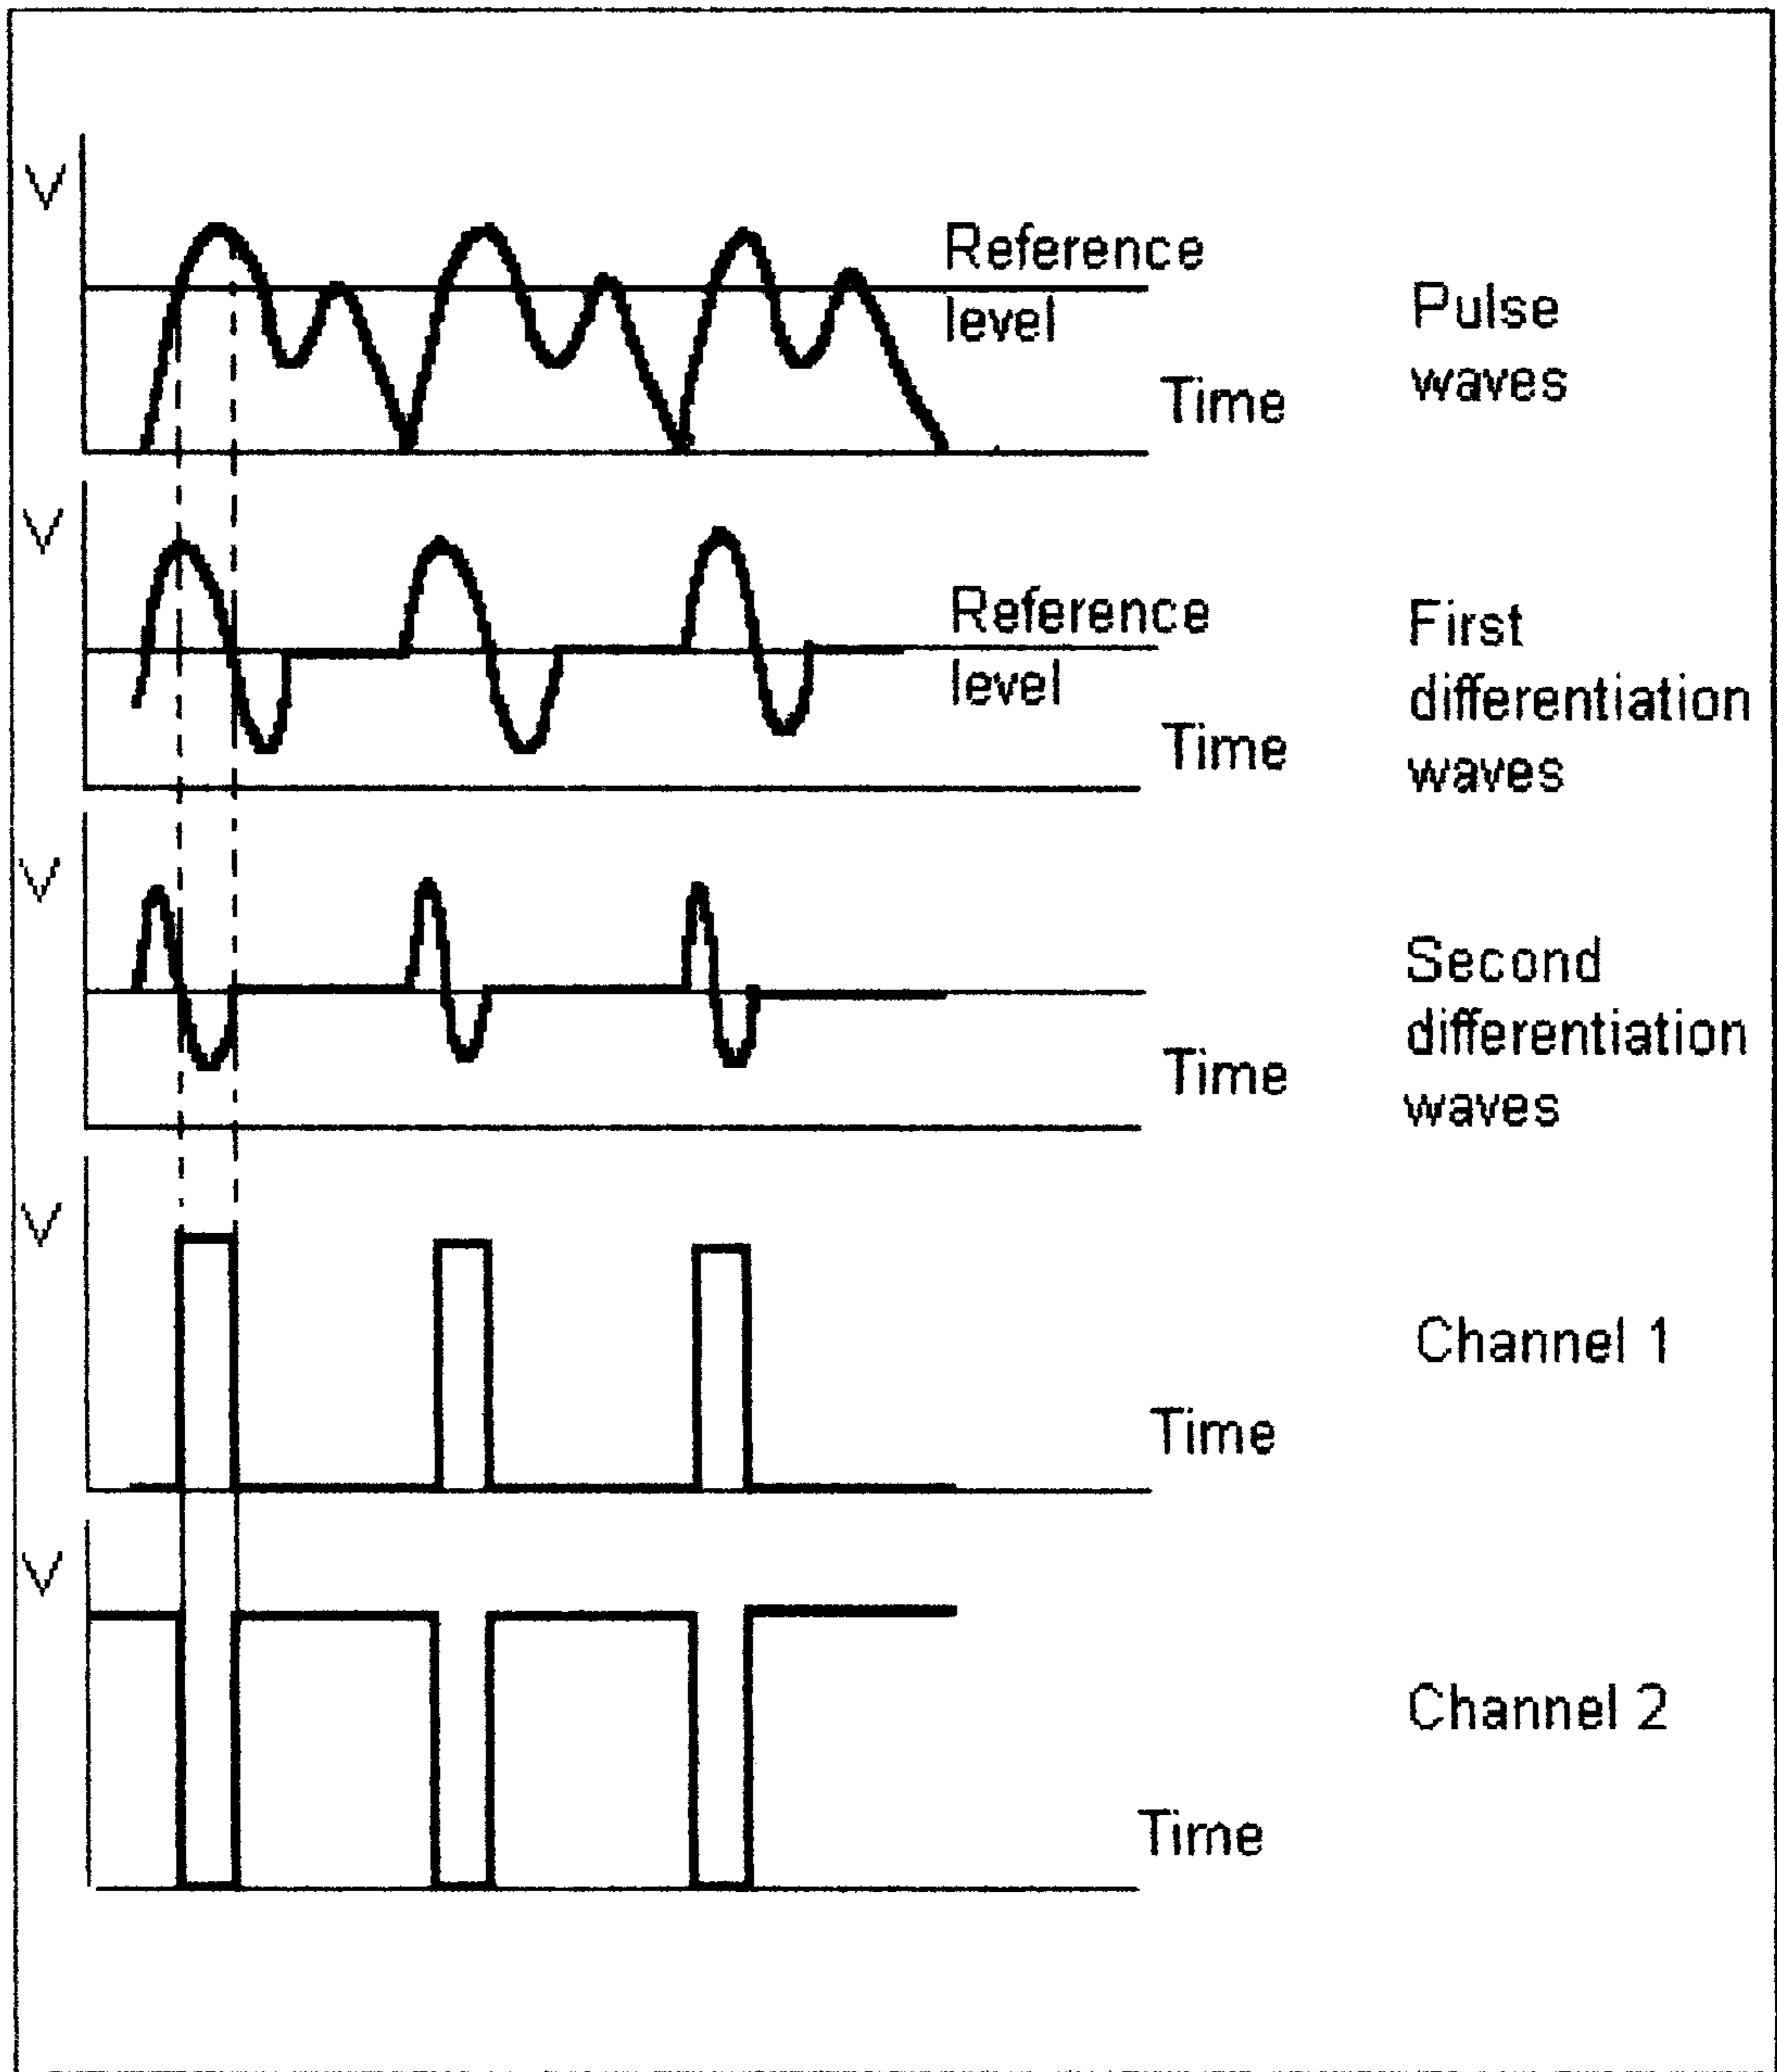 V
Reference
level
Time
Pulse
waves
V
Reference
level
Time
First
differentiation
waves
V
Time
Second
differentiation
waves
V
Time
Channel 1
V
Time
Channel 2